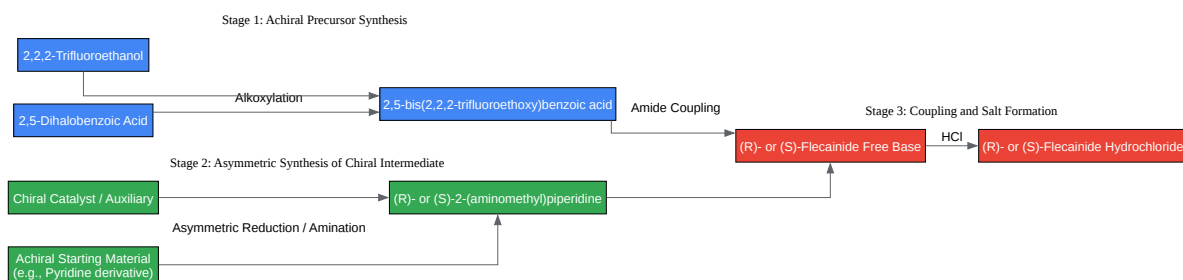 Stage 1: Achiral Precursor Synthesis
2,2,2-Trifluoroethanol
Alkoxylation
2,5-bis(2,2,2-trifluoroethoxy)benzoic acid
2,5-Dihalobenzoic Acid
Amide Coupling
Stage 3: Coupling and Salt Formation
(R)- or (S)-Flecainide Free Base
HCl
(R)- or (S)-Flecainide Hydrochloride
Stage 2: Asymmetric Synthesis of Chiral Intermediate
Chiral Catalyst / Auxiliary
(R)- or (S)-2-(aminomethyl)piperidine
Asymmetric Reduction / Amination
Achiral Starting Material
(e.g., Pyridine derivative)